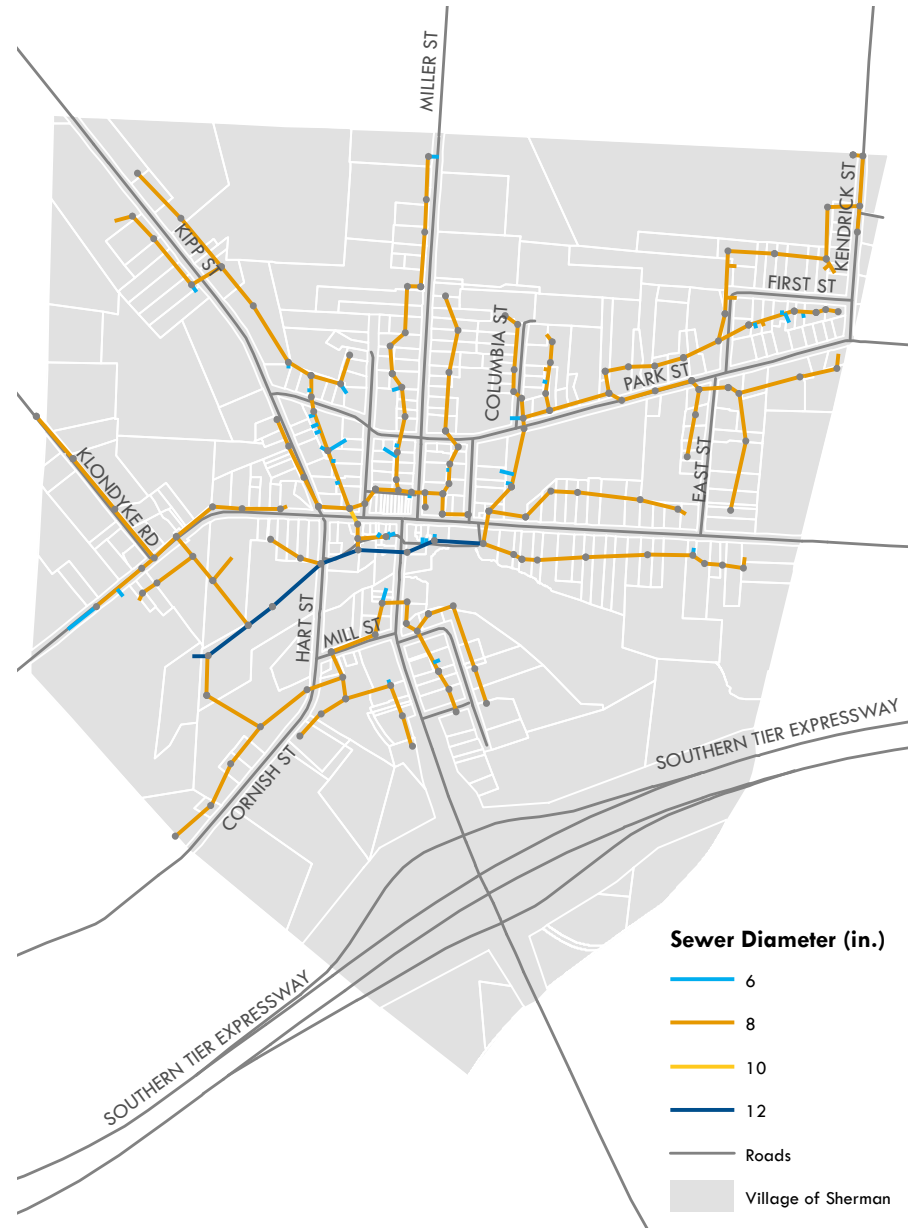 MILLER ST
KENDRICK ST
KIPP ST
FIRST ST
COLUMBIA ST
PARK ST
EAST ST
KLONDYKE RD
HART ST
MILL ST
CORNISH ST
SOUTHERN TIER EXPRESSWAY
SOUTHERN TIER EXPRESSWAY
Sewer Diameter (in.)
6
8
10
12
Roads
Village of Sherman